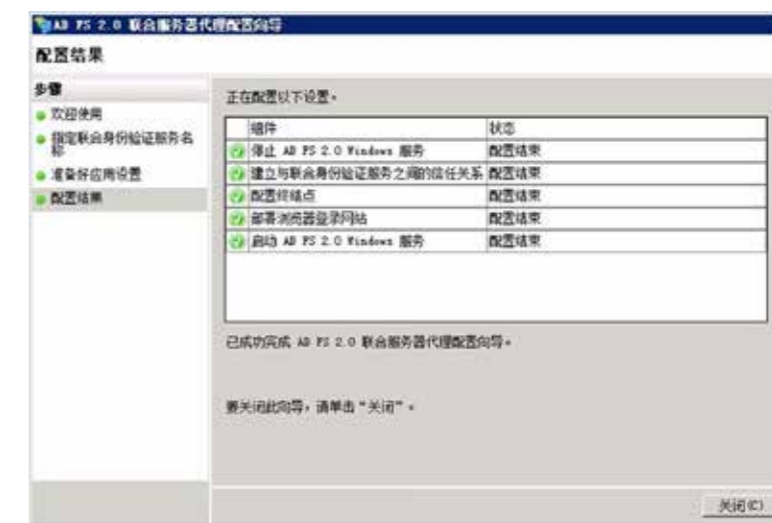 AD FS 2.0 联合服务器代理配置向导
配置结果
步骤
欢迎使用
指定联合身份验证服务名
称
准备好应用设置
配置结果
正在配置以下设置。
组件 状态
停止 AD FS 2.0 Windows 服务 配置结束
建立与联合身份验证服务之间的信任关系 配置结束
配置终结点 配置结束
部署浏览器登录网站 配置结束
启动 AD FS 2.0 Windows 服务 配置结束
已成功完成 AD FS 2.0 联合服务器代理配置向导。
要关闭此向导，请单击“关闭”。
关闭(C)